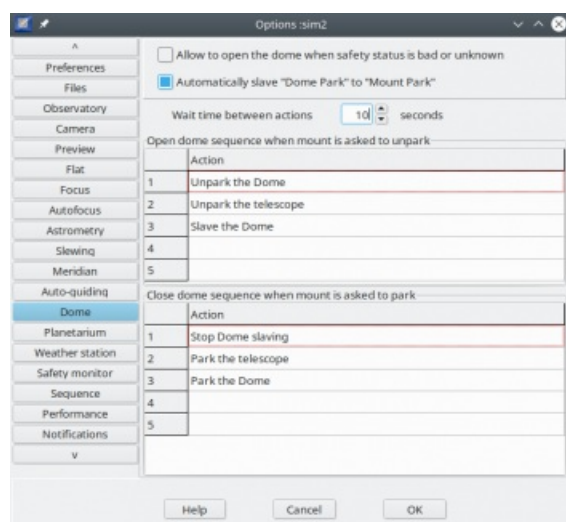 Options :sim2
^
Preferences
Files
Observatory
Camera
Preview
Flat
Focus
Autofocus
Astrometry
Slewing
Meridian
Auto-guiding
Dome
Planetarium
Weather station
Safety monitor
Sequence
Performance
Notifications
v
Allow to open the dome when safety status is bad or unknown
Automatically slave "Dome Park" to "Mount Park"
Wait time between actions 10 seconds
Open dome sequence when mount is asked to unpark
Action
1 Unpark the Dome
2 Unpark the telescope
3 Slave the Dome
4
5
Close dome sequence when mount is asked to park
Action
1 Stop Dome slaving
2 Park the telescope
3 Park the Dome
4
5
Help Cancel OK